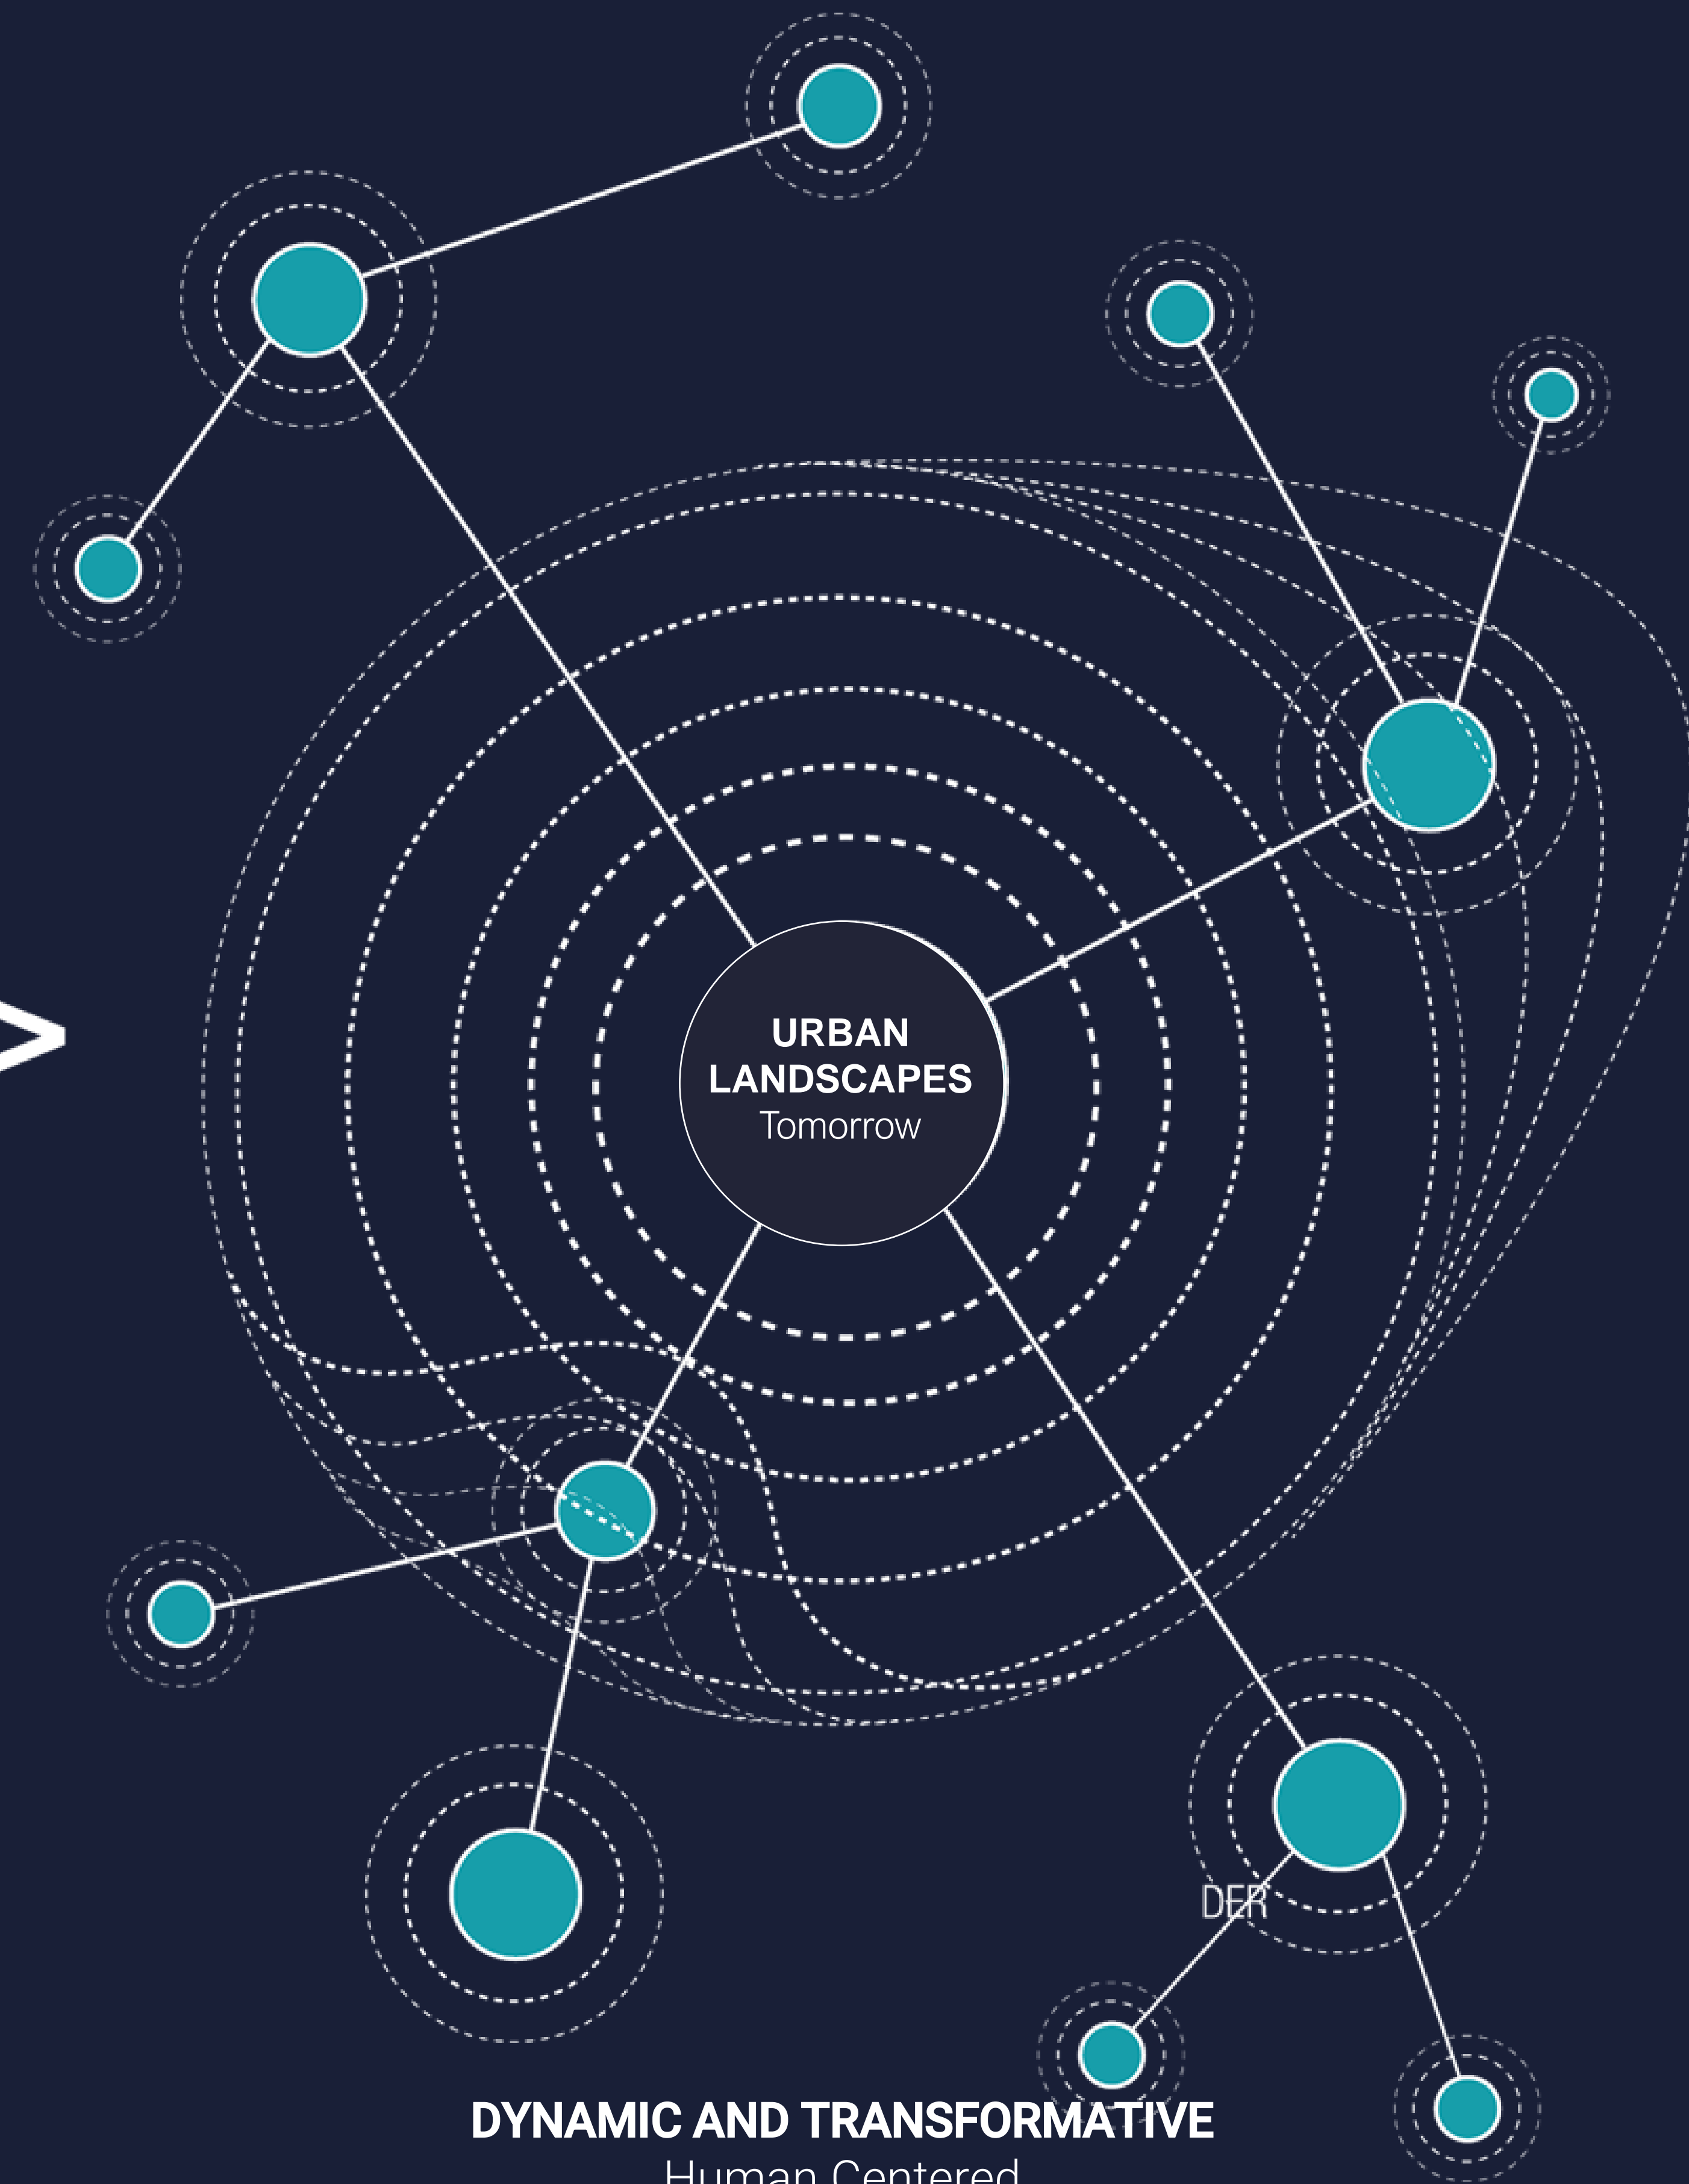 >
URBAN
LANDSCAPES
Tomorrow
DER
DYNAMIC AND TRANSFORMATIVE
Human Centered